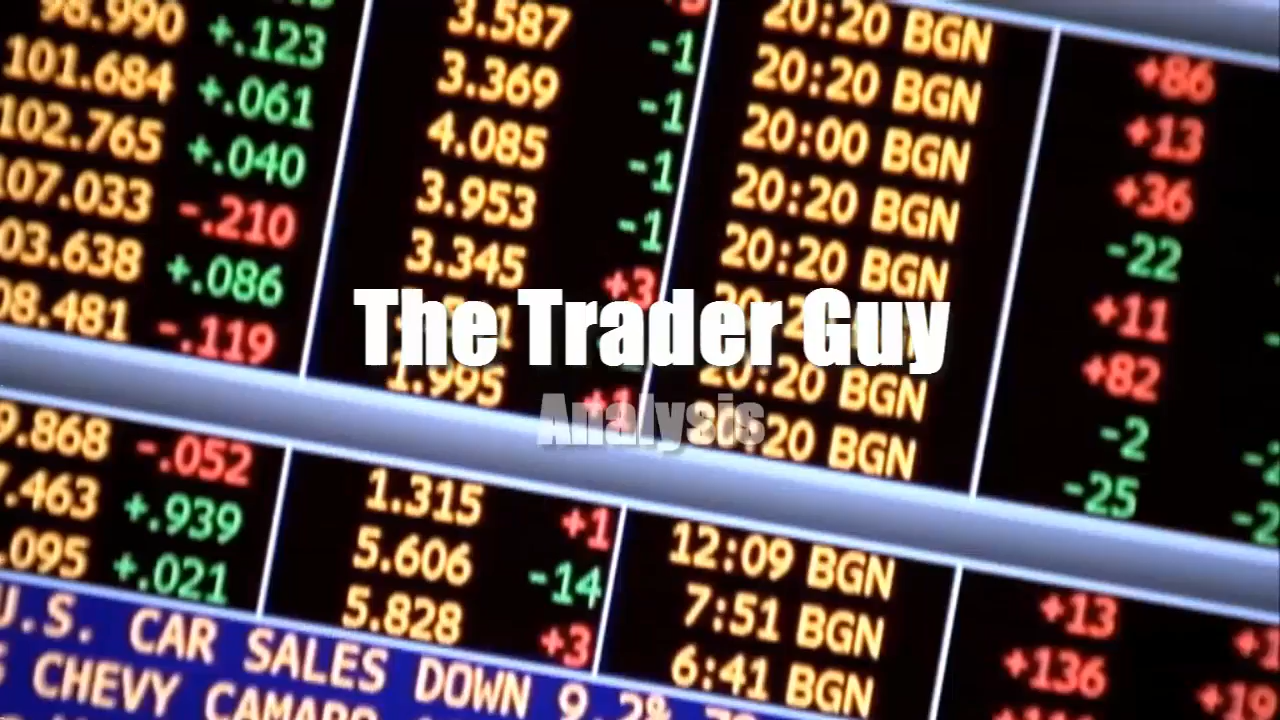 98.990 +.123 3.587 -1 20:20 BGN +86
101.684 +.061 3.369 -1 20:20 BGN +13
102.765 +.040 4.085 -1 20:00 BGN +36
107.033 -.210 3.953 -1 20:20 BGN -22
03.638 +.086 3.345 +3 20:20 BGN +11
08.481 -.119 +82
The Trader Guy
1.995 +1 20:20 BGN -2
Analysis
:20 BGN -25
9.868 -.052 1.315 +1 12:09 BGN +13
.463 +.939 5.606 -14 7:51 BGN +136
.095 +.021 5.828 +3 6:41 BGN
U.S. CAR SALES DOWN 9.2%
CHEVY CAMARO